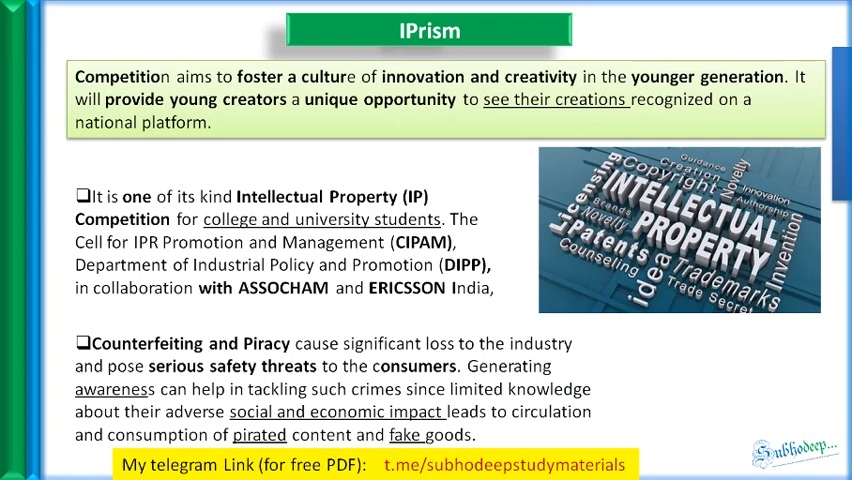 IPrism
Competition aims to foster a culture of innovation and creativity in the younger generation. It
will provide young creators a unique opportunity to see their creations recognized on a
national platform.
❑It is one of its kind Intellectual Property (IP)
Competition for college and university students. The
Cell for IPR Promotion and Management (CIPAM),
Department of Industrial Policy and Promotion (DIPP),
in collaboration with ASSOCHAM and ERICSSON India,
Guidance
Creation
Copyright
Novelty
Innovation
Authorship
Licensing
INTELLECTUAL
PROPERTY
Brands
Novelty
Patents
Counseling
idea
Trademarks
Trade Secret
Invention
❑Counterfeiting and Piracy cause significant loss to the industry
and pose serious safety threats to the consumers. Generating
awareness can help in tackling such crimes since limited knowledge
about their adverse social and economic impact leads to circulation
and consumption of pirated content and fake goods.
My telegram Link (for free PDF): t.me/subhodeepstudymaterials
Subhodeep...